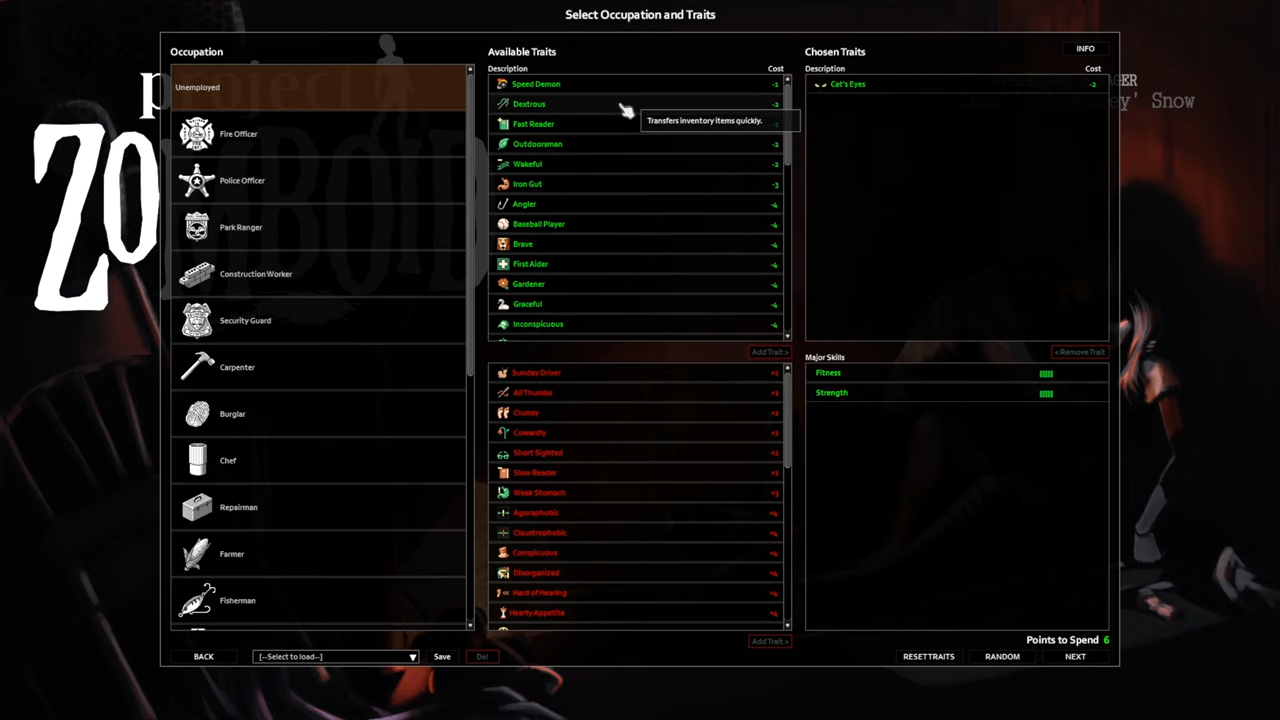 Select Occupation and Traits
Occupation
Unemployed
Fire Officer
Police Officer
Park Ranger
Construction Worker
Security Guard
Carpenter
Burglar
Chef
Repairman
Farmer
Fisherman
Available Traits
Description Cost
Speed Demon -1
Dextrous -2
Transfers inventory items quickly.
Fast Reader -2
Outdoorsman -2
Wakeful -2
Iron Gut -3
Angler -4
Baseball Player -4
Brave -4
First Aider -4
Gardener -4
Graceful -4
Inconspicuous -4
Add Trait >
Sunday Driver +1
All Thumbs +2
Clumsy +2
Cowardly +2
Short Sighted +2
Slow Reader +2
Weak Stomach +3
Agoraphobic +4
Claustrophobic +4
Conspicuous +4
Disorganized +4
Hard of Hearing +4
Hearty Appetite +4
Add Trait >
Chosen Traits
INFO
Description Cost
Cat's Eyes -2
< Remove Trait
Major Skills
Fitness
Strength
Points to Spend 6
BACK
[--Select to load--]
Save
Del
RESET TRAITS
RANDOM
NEXT
project
ZOMBOID
Snow